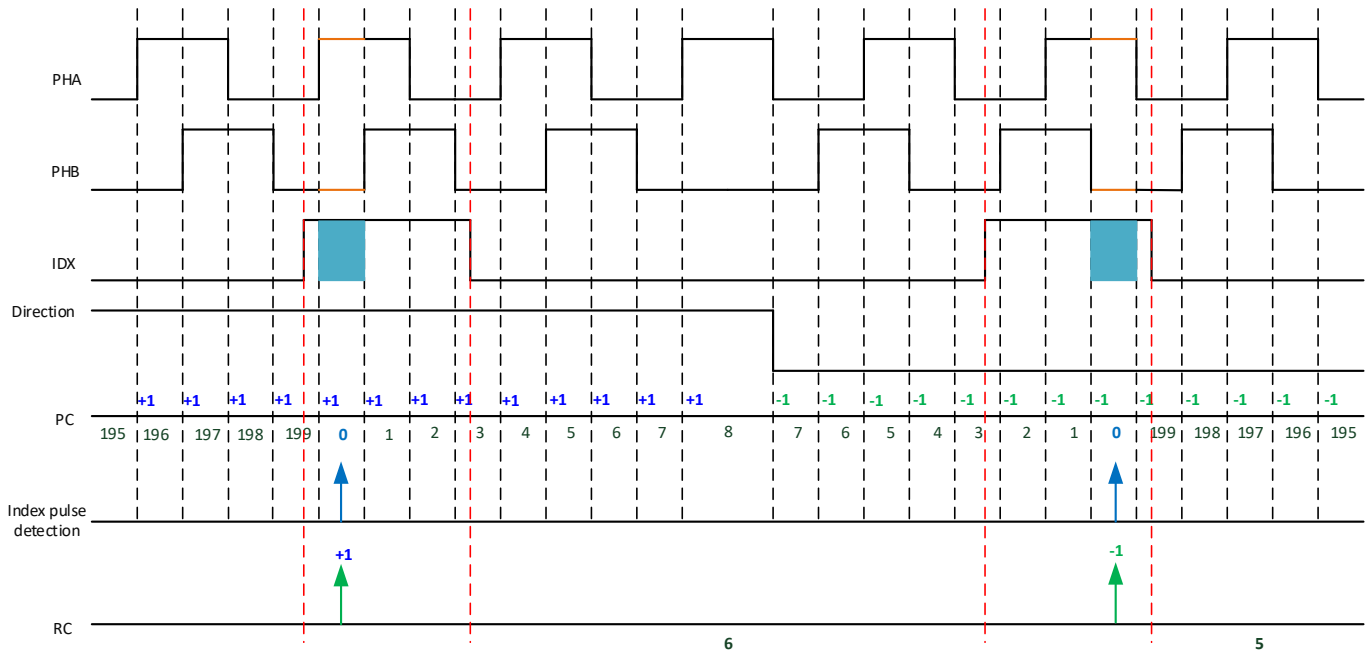 PHA
PHB
IDX
Direction
+1 +1 +1 +1 +1 +1 +1 +1 +1 +1 +1 +1 +1 -1 -1 -1 -1 -1 -1 -1 -1 -1 -1 -1 -1 -1
PC
195 196 197 198 199 0 1 2 3 4 5 6 7 8 7 6 5 4 3 2 1 0 199 198 197 196 195
Index pulse
detection
+1 -1
RC
6 5